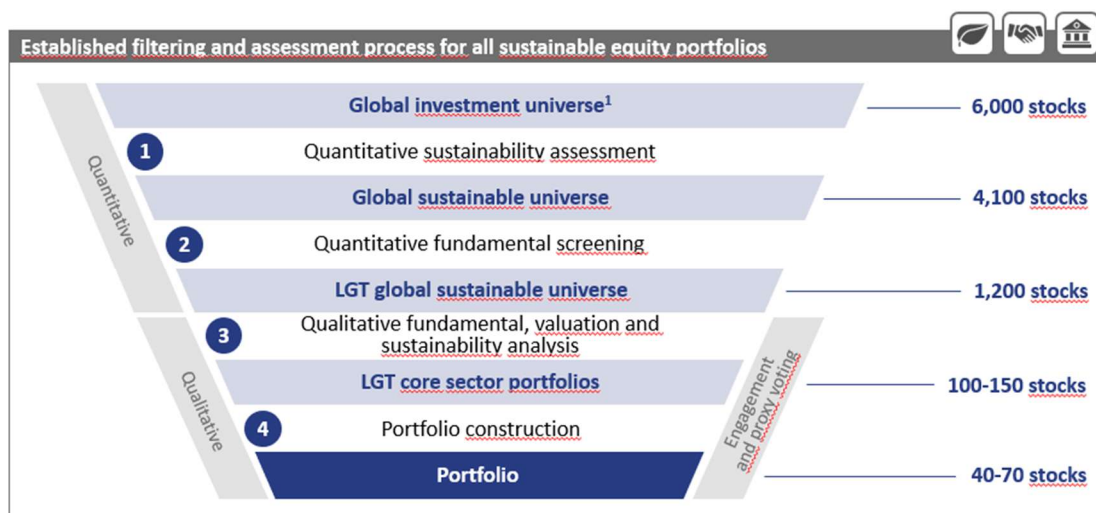 Established filtering and assessment process for all sustainable equity portfolios
Global investment universe¹
6,000 stocks
1
Quantitative sustainability assessment
Quantitative
Global sustainable universe
4,100 stocks
2
Quantitative fundamental screening
LGT global sustainable universe
1,200 stocks
3
Qualitative fundamental, valuation and
sustainability analysis
Qualitative
LGT core sector portfolios
100-150 stocks
Engagement
and proxy voting
4
Portfolio construction
Portfolio
40-70 stocks